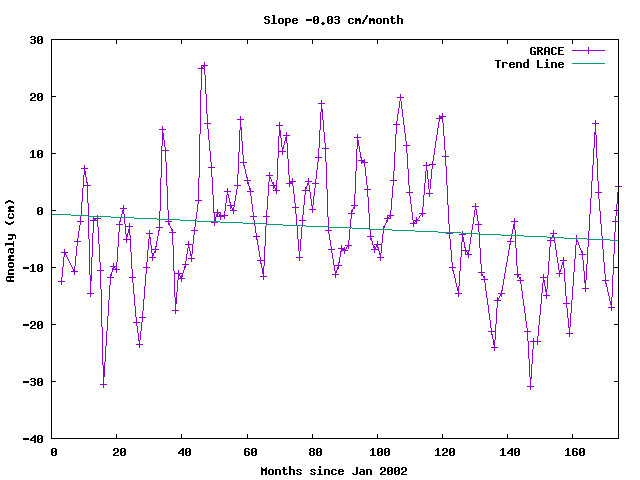 Slope -0.03 cm/month
GRACE
Trend Line
30
20
10
0
-10
-20
-30
-40
Anomaly (cm)
0 20 40 60 80 100 120 140 160
Months since Jan 2002